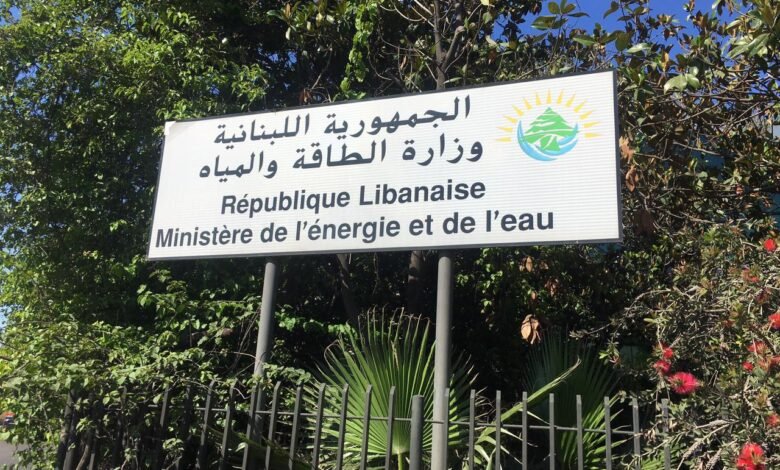 الجمهورية اللبنانية
وزارة الطاقة والمياه
République Libanaise
Ministère de l'énergie et de l'eau